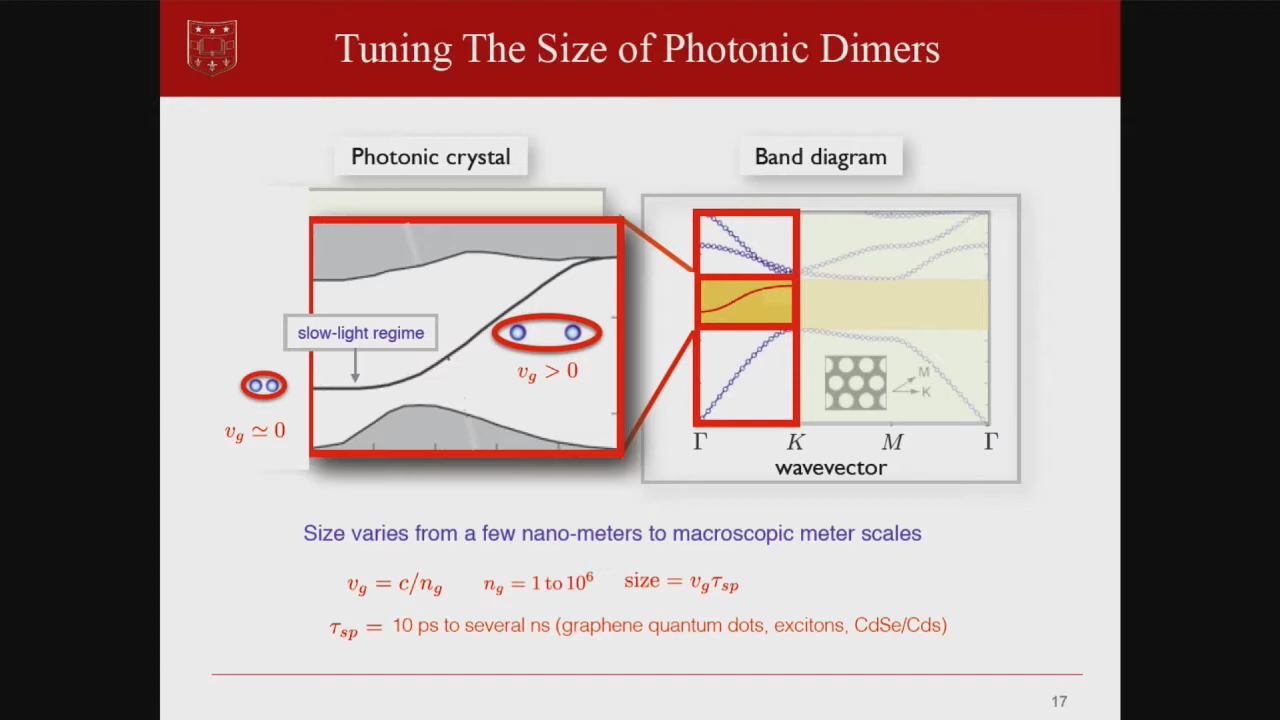 Tuning The Size of Photonic Dimers
Photonic crystal
Band diagram
slow-light regime
v_g > 0
v_g ≃ 0
M
K
Γ K M Γ
wavevector
Size varies from a few nano-meters to macroscopic meter scales
v_g = c/n_g n_g = 1 to 10⁶ size = v_g τ_sp
τ_sp = 10 ps to several ns (graphene quantum dots, excitons, CdSe/Cds)
17